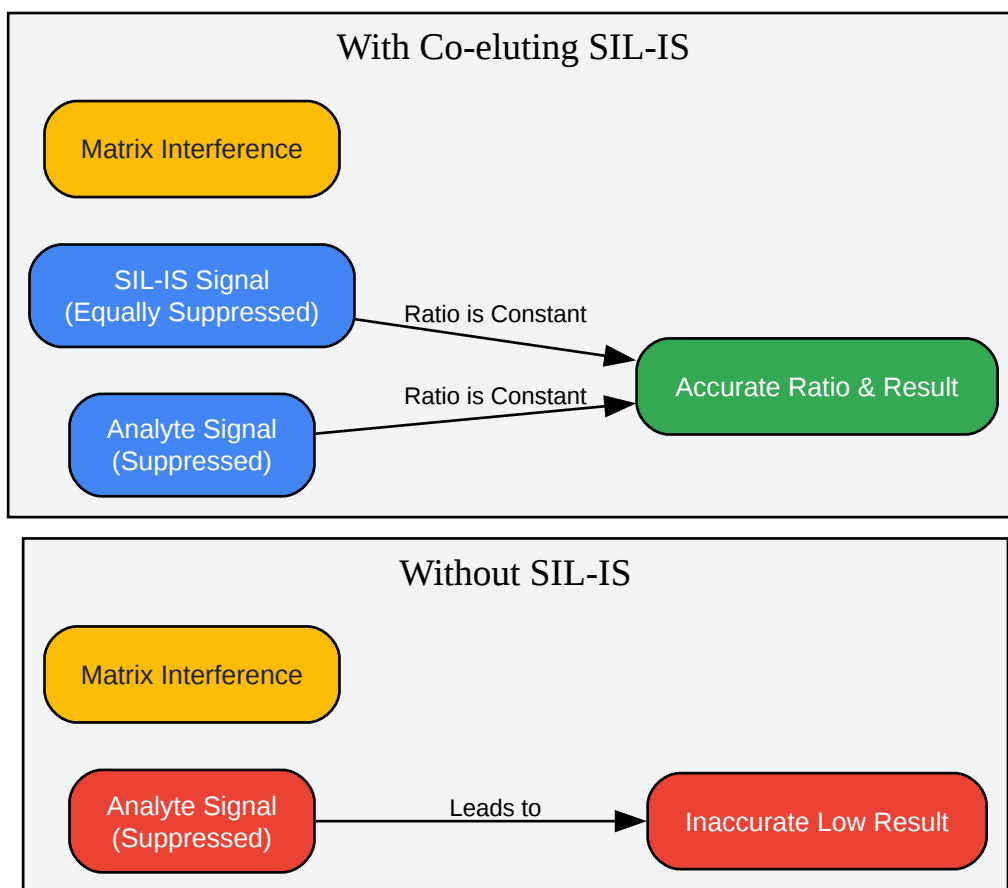 With Co-eluting SIL-IS
Matrix Interference
SIL-IS Signal
(Equally Suppressed)
Ratio is Constant
Analyte Signal
(Suppressed)
Ratio is Constant
Accurate Ratio & Result
Without SIL-IS
Matrix Interference
Analyte Signal
(Suppressed)
Leads to
Inaccurate Low Result